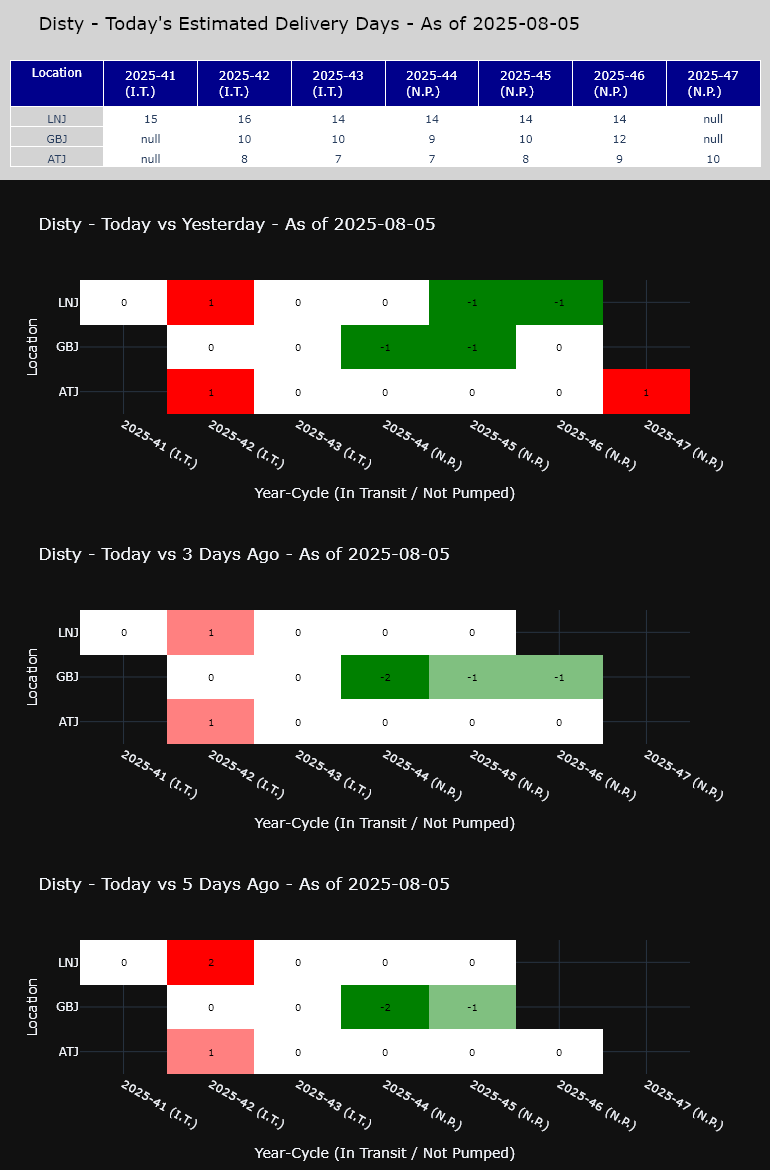 Disty - Today's Estimated Delivery Days - As of 2025-08-05
Location 2025-41 2025-42 2025-43 2025-44 2025-45 2025-46 2025-47
(I.T.) (I.T.) (I.T.) (N.P.) (N.P.) (N.P.) (N.P.)
LNJ 15 16 14 14 14 14 null
GBJ null 10 10 9 10 12 null
ATJ null 8 7 7 8 9 10
Disty - Today vs Yesterday - As of 2025-08-05
Location
LNJ 0 1 0 0 -1 -1
GBJ 0 0 -1 -1 0
ATJ 1 0 0 0 0 1
2025-41 (I.T.) 2025-42 (I.T.) 2025-43 (I.T.) 2025-44 (N.P.) 2025-45 (N.P.) 2025-46 (N.P.) 2025-47 (N.P.)
Year-Cycle (In Transit / Not Pumped)
Disty - Today vs 3 Days Ago - As of 2025-08-05
Location
LNJ 0 1 0 0 0
GBJ 0 0 -2 -1 -1
ATJ 1 0 0 0 0
2025-41 (I.T.) 2025-42 (I.T.) 2025-43 (I.T.) 2025-44 (N.P.) 2025-45 (N.P.) 2025-46 (N.P.) 2025-47 (N.P.)
Year-Cycle (In Transit / Not Pumped)
Disty - Today vs 5 Days Ago - As of 2025-08-05
Location
LNJ 0 2 0 0 0
GBJ 0 0 -2 -1
ATJ 1 0 0 0 0
2025-41 (I.T.) 2025-42 (I.T.) 2025-43 (I.T.) 2025-44 (N.P.) 2025-45 (N.P.) 2025-46 (N.P.) 2025-47 (N.P.)
Year-Cycle (In Transit / Not Pumped)